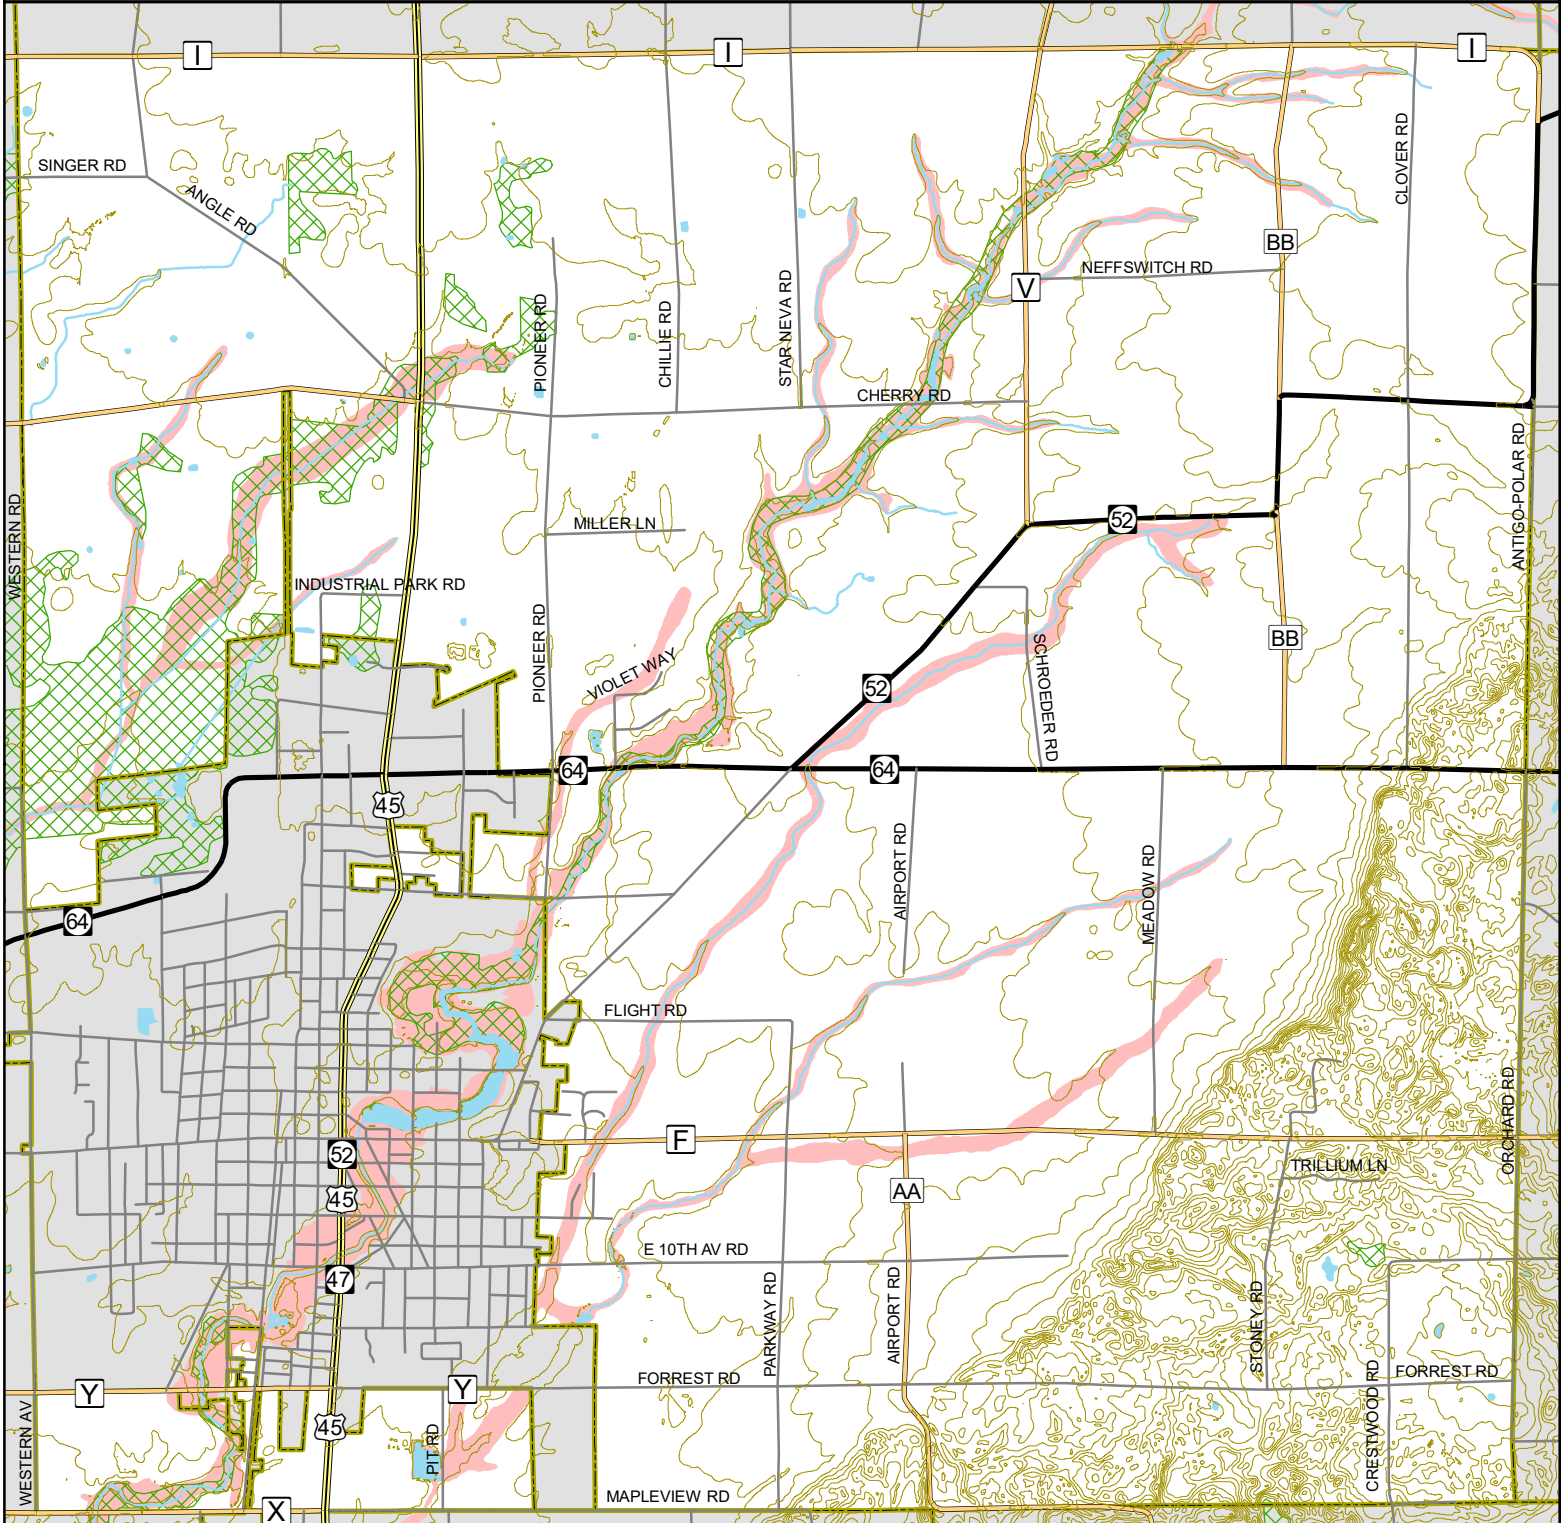 I
I
I
SINGER RD
ANGLE RD
CLOVER RD
BB
NEFFSWITCH RD
V
PIONEER RD
CHILLIE RD
STAR NEVA RD
CHERRY RD
WESTERN RD
MILLER LN
52
ANTIGO-POLAR RD
INDUSTRIAL PARK RD
PIONEER RD
VIOLET WAY
52
SCHROEDER RD
BB
64
64
45
AIRPORT RD
MEADOW RD
64
FLIGHT RD
ORCHARD RD
F
52
45
TRILLIUM LN
AA
E 10TH AV RD
47
PARKWAY RD
AIRPORT RD
STONEY RD
Y
Y
FORREST RD
CRESTWOOD RD
FORREST RD
WESTERN AV
45
PIT RD
MAPLEVIEW RD
X